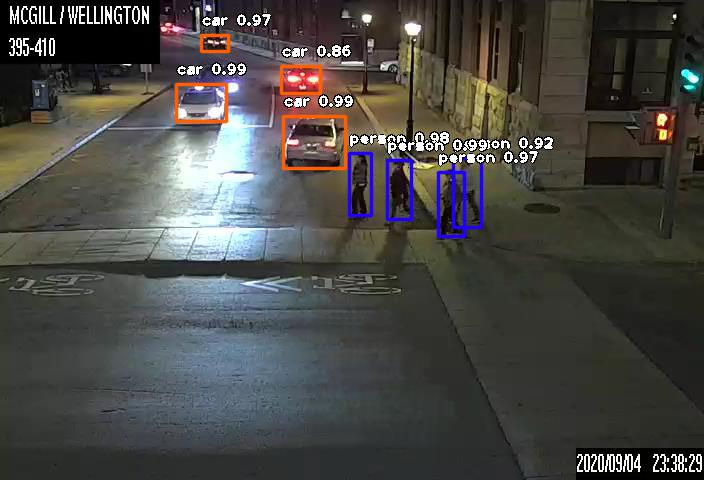 MCGILL / WELLINGTON
395-410
car 0.97
car 0.86
car 0.99
car 0.99
person 0.98
person 0.99
0.92
person 0.97
2020/09/04 23:38:29